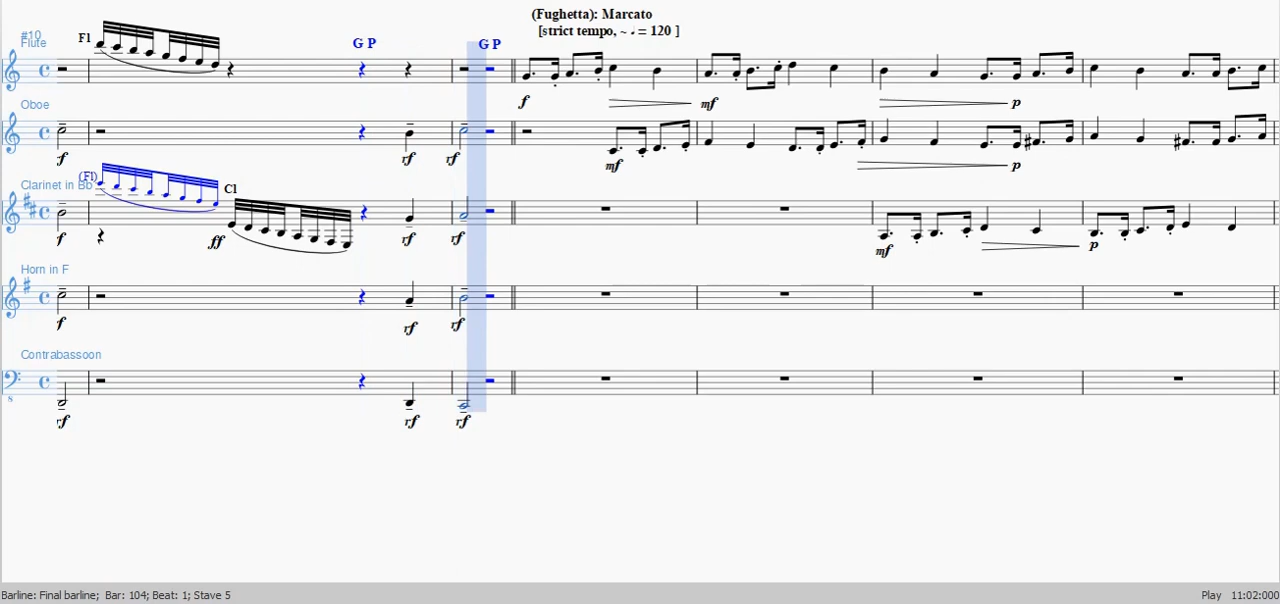 (Fughetta): Marcato
[strict tempo, ~ ♩ = 120 ]
#10
Flute
Fl
G P
G P
f
mf
p
Oboe
f
rf
rf
mf
p
(Fl)
Clarinet in Bb
Cl
f
ff
rf
rf
mf
p
Horn in F
f
rf
rf
Contrabassoon
8
rf
rf
rf
Barline: Final barline; Bar: 104; Beat: 1; Stave 5
Play 11:02:000